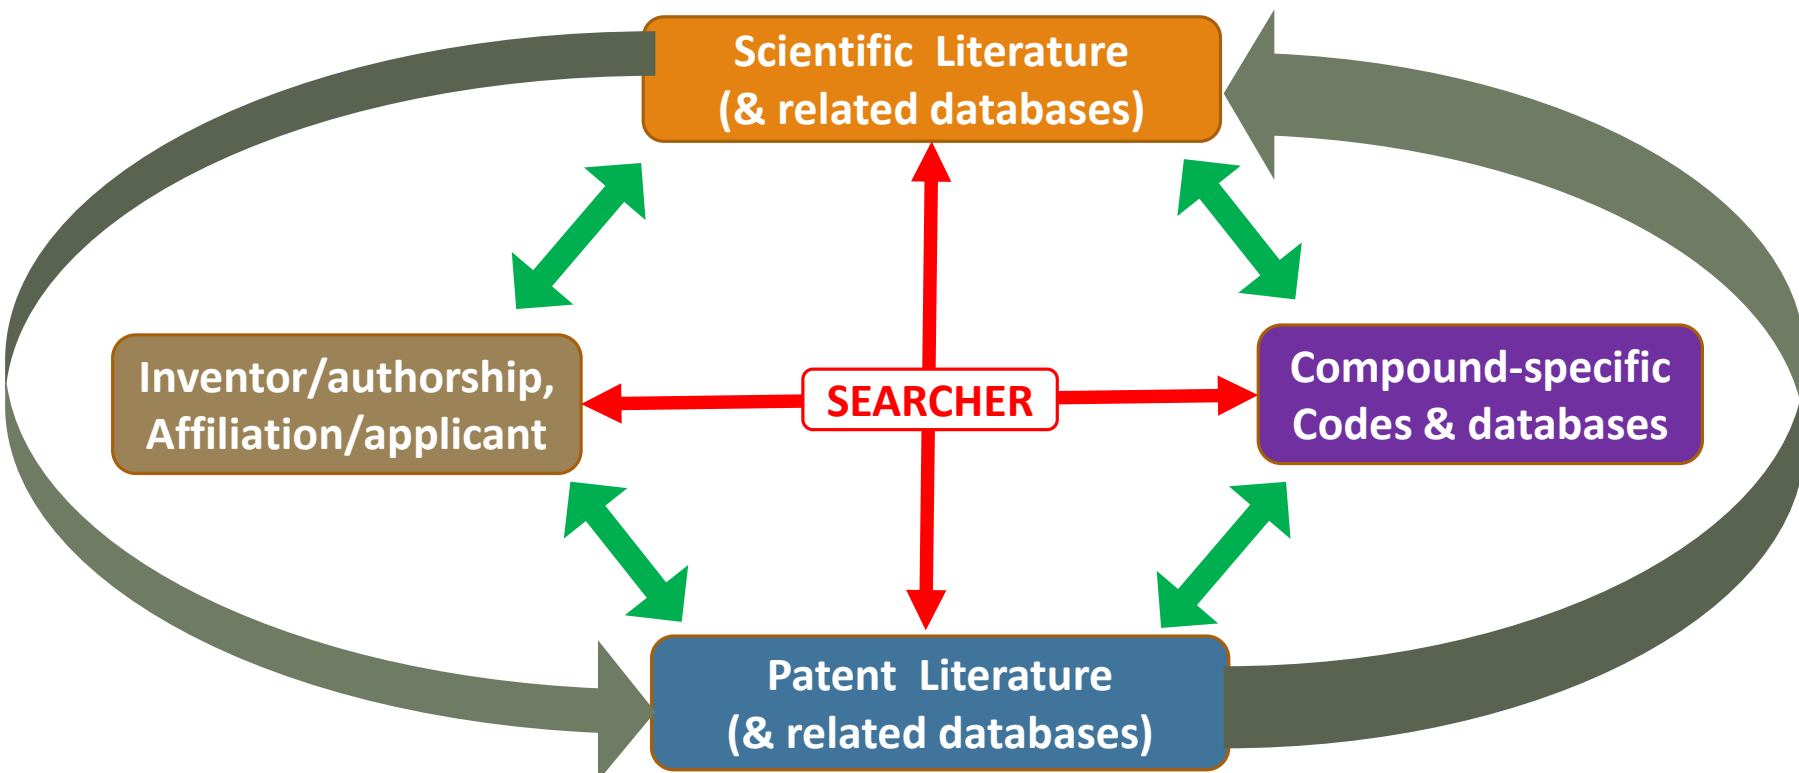 Scientific Literature
(& related databases)
Inventor/authorship,
Affiliation/applicant
SEARCHER
Compound-specific
Codes & databases
Patent Literature
(& related databases)